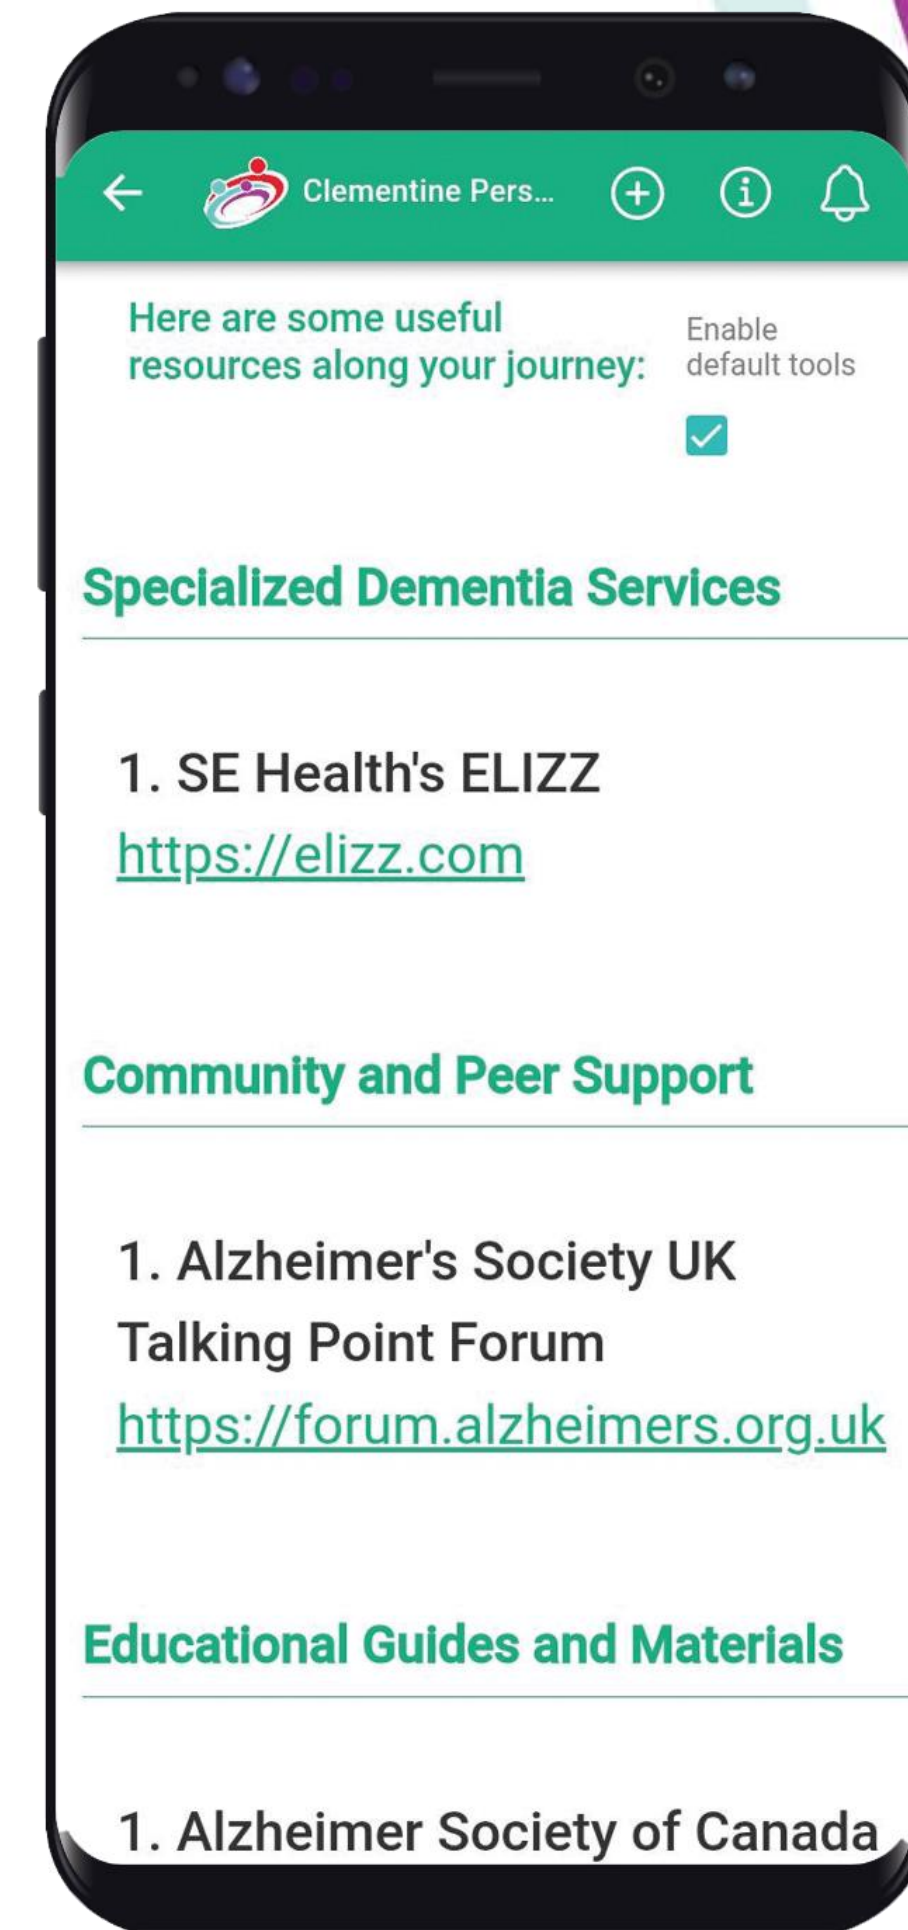 Clementine Pers...
Here are some useful
resources along your journey:
Enable
default tools
Specialized Dementia Services
1. SE Health's ELIZZ
https://elizz.com
Community and Peer Support
1. Alzheimer's Society UK
Talking Point Forum
https://forum.alzheimers.org.uk
Educational Guides and Materials
1. Alzheimer Society of Canada